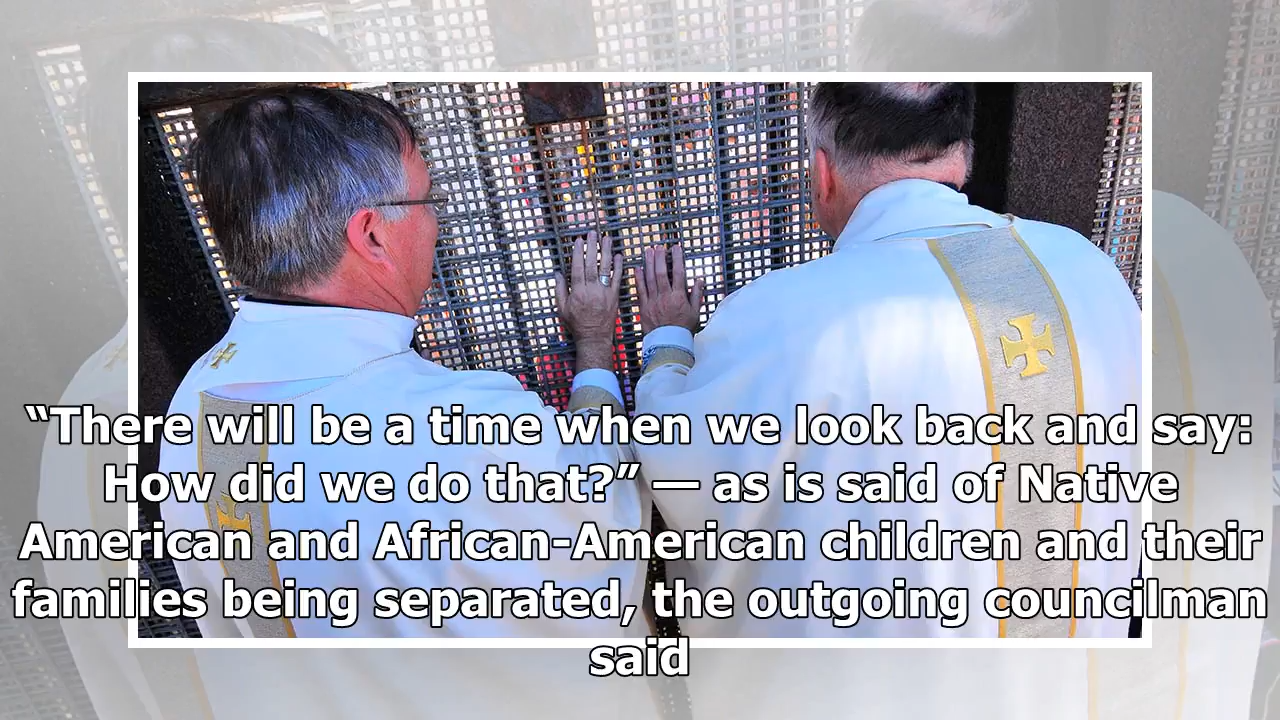 “There will be a time when we look back and say:
How did we do that?” — as is said of Native
American and African-American children and their
families being separated, the outgoing councilman
said